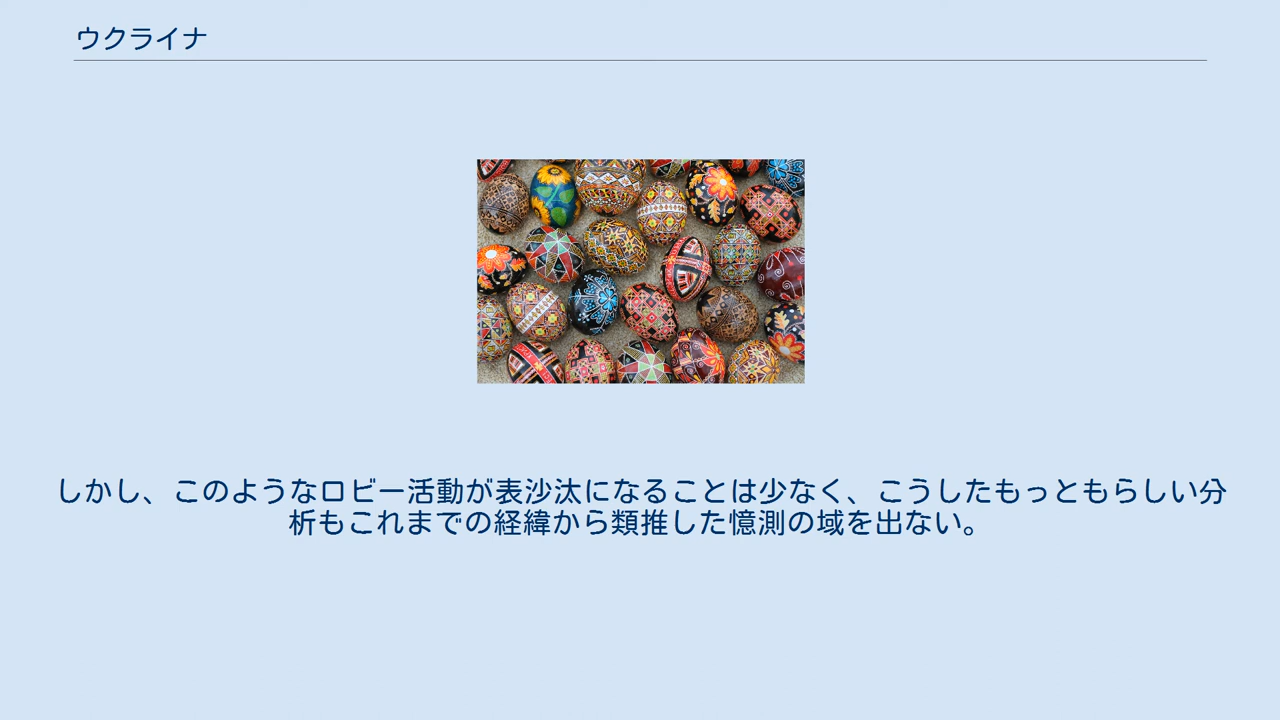 ウクライナ
しかし、このようなロビー活動が表沙汰になることは少なく、こうしたもっともらしい分
析もこれまでの経緯から類推した憶測の域を出ない。